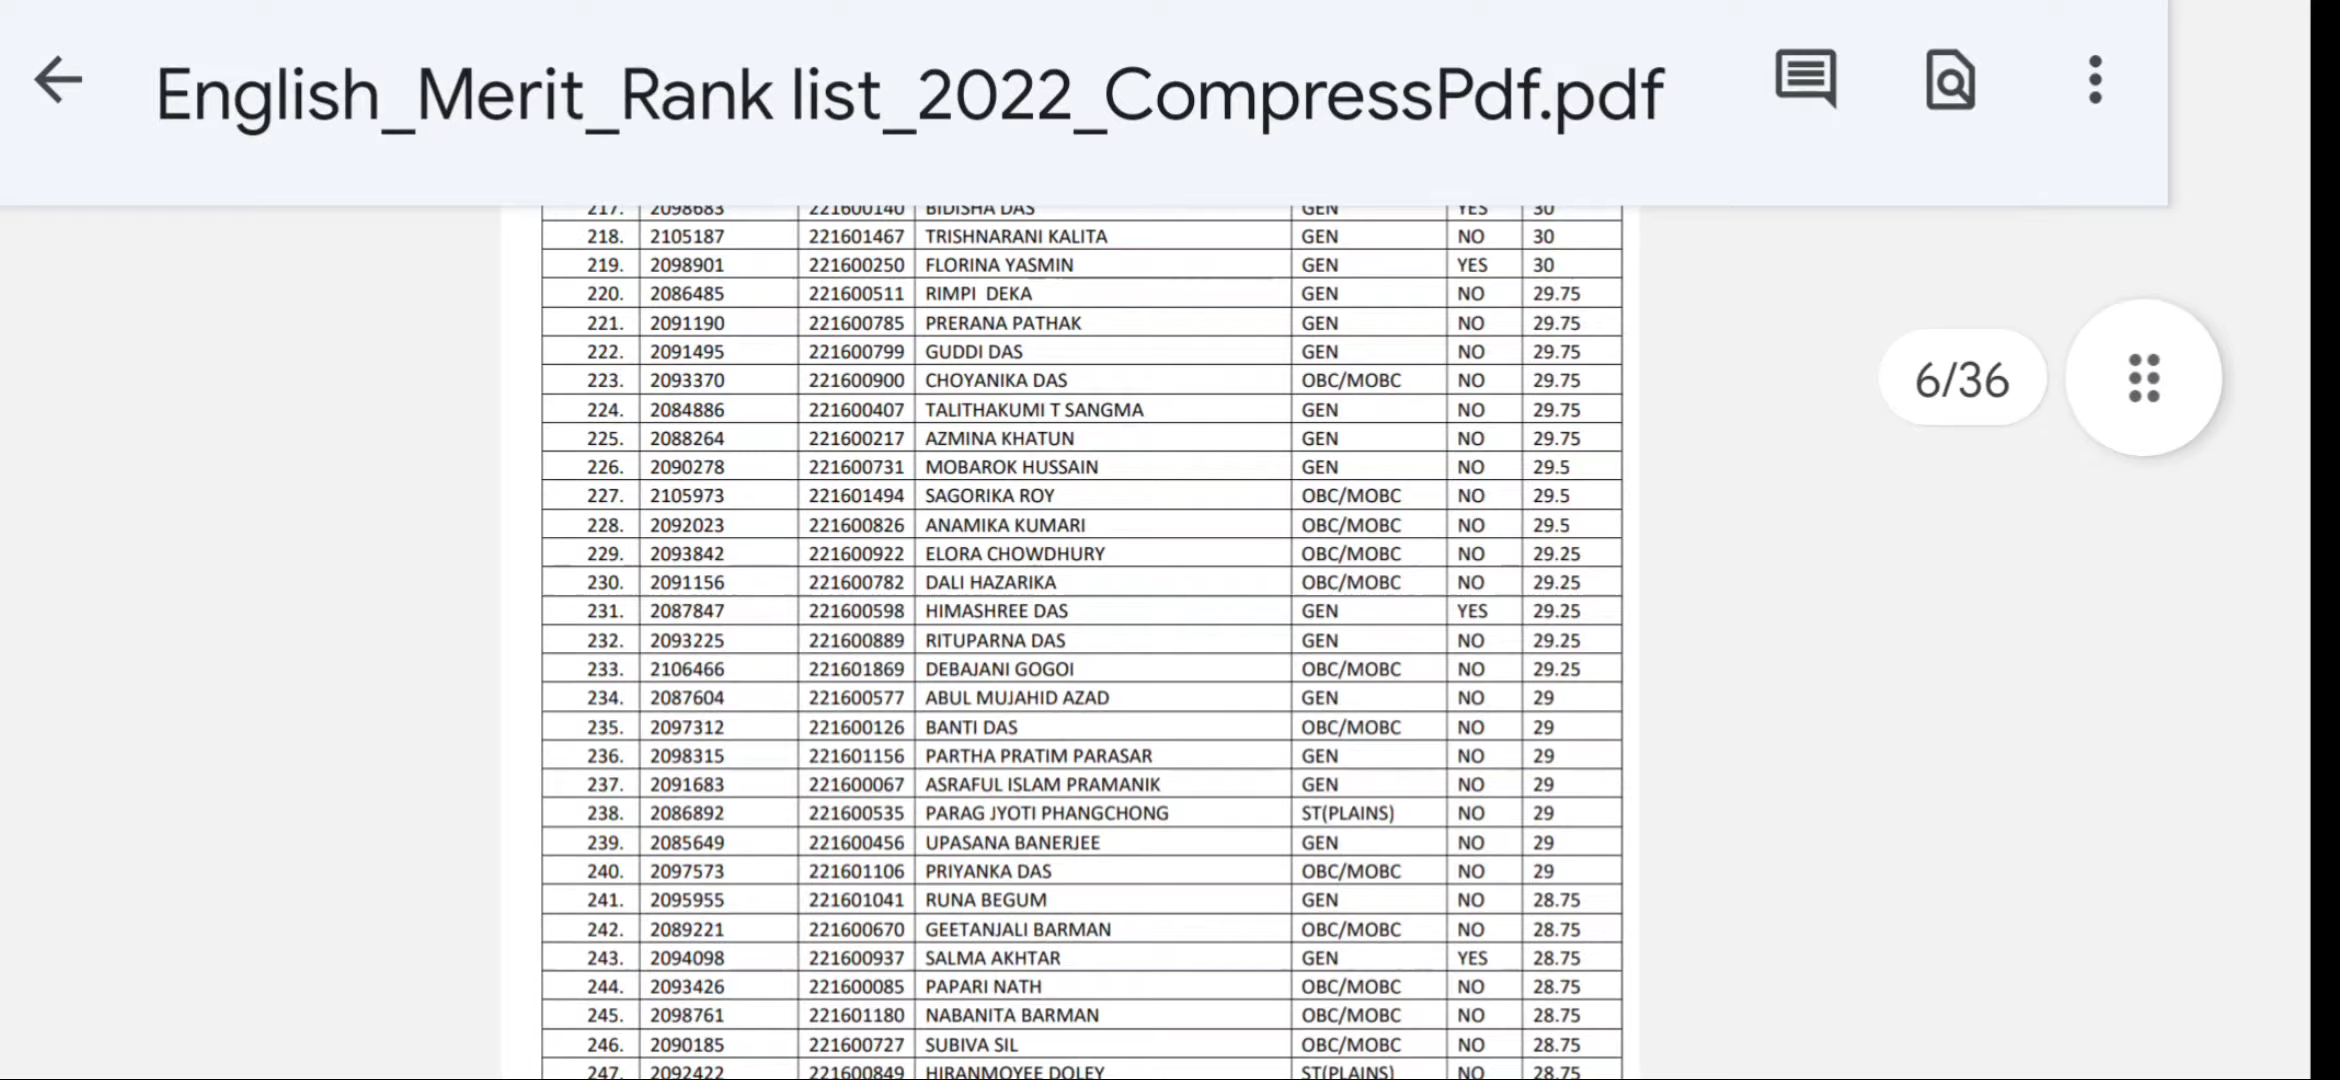 English_Merit_Rank list_2022_CompressPdf.pdf
217. 2098683 221600140 BIDISHA DAS GEN YES 30
218. 2105187 221601467 TRISHNARANI KALITA GEN NO 30
219. 2098901 221600250 FLORINA YASMIN GEN YES 30
220. 2086485 221600511 RIMPI DEKA GEN NO 29.75
221. 2091190 221600785 PRERANA PATHAK GEN NO 29.75
222. 2091495 221600799 GUDDI DAS GEN NO 29.75
223. 2093370 221600900 CHOYANIKA DAS OBC/MOBC NO 29.75
224. 2084886 221600407 TALITHAKUMI T SANGMA GEN NO 29.75
225. 2088264 221600217 AZMINA KHATUN GEN NO 29.75
226. 2090278 221600731 MOBAROK HUSSAIN GEN NO 29.5
227. 2105973 221601494 SAGORIKA ROY OBC/MOBC NO 29.5
228. 2092023 221600826 ANAMIKA KUMARI OBC/MOBC NO 29.5
229. 2093842 221600922 ELORA CHOWDHURY OBC/MOBC NO 29.25
230. 2091156 221600782 DALI HAZARIKA OBC/MOBC NO 29.25
231. 2087847 221600598 HIMASHREE DAS GEN YES 29.25
232. 2093225 221600889 RITUPARNA DAS GEN NO 29.25
233. 2106466 221601869 DEBAJANI GOGOI OBC/MOBC NO 29.25
234. 2087604 221600577 ABUL MUJAHID AZAD GEN NO 29
235. 2097312 221600126 BANTI DAS OBC/MOBC NO 29
236. 2098315 221601156 PARTHA PRATIM PARASAR GEN NO 29
237. 2091683 221600067 ASRAFUL ISLAM PRAMANIK GEN NO 29
238. 2086892 221600535 PARAG JYOTI PHANGCHONG ST(PLAINS) NO 29
239. 2085649 221600456 UPASANA BANERJEE GEN NO 29
240. 2097573 221601106 PRIYANKA DAS OBC/MOBC NO 29
241. 2095955 221601041 RUNA BEGUM GEN NO 28.75
242. 2089221 221600670 GEETANJALI BARMAN OBC/MOBC NO 28.75
243. 2094098 221600937 SALMA AKHTAR GEN YES 28.75
244. 2093426 221600085 PAPARI NATH OBC/MOBC NO 28.75
245. 2098761 221601180 NABANITA BARMAN OBC/MOBC NO 28.75
246. 2090185 221600727 SUBIVA SIL OBC/MOBC NO 28.75
247. 2092422 221600849 HIRANMOYEE DOLEY ST(PLAINS) NO 28.75
6/36